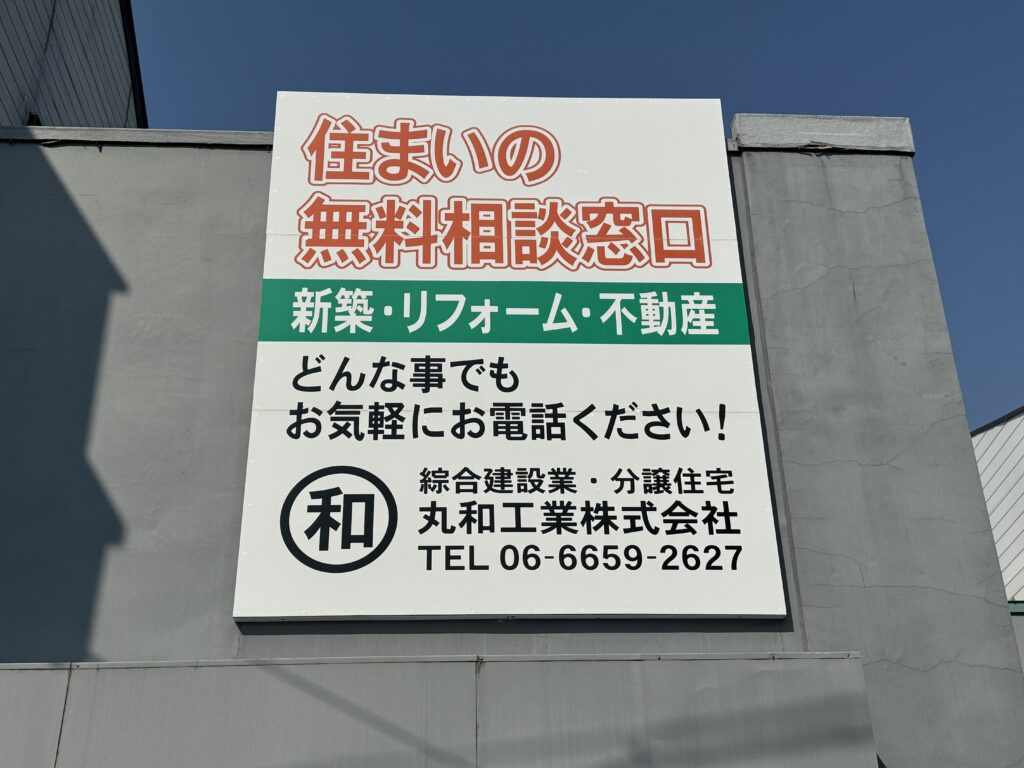 住まいの
無料相談窓口
新築・リフォーム・不動産
どんな事でも
お気軽にお電話ください!
和
綜合建設業・分譲住宅
丸和工業株式会社
TEL 06-6659-2627